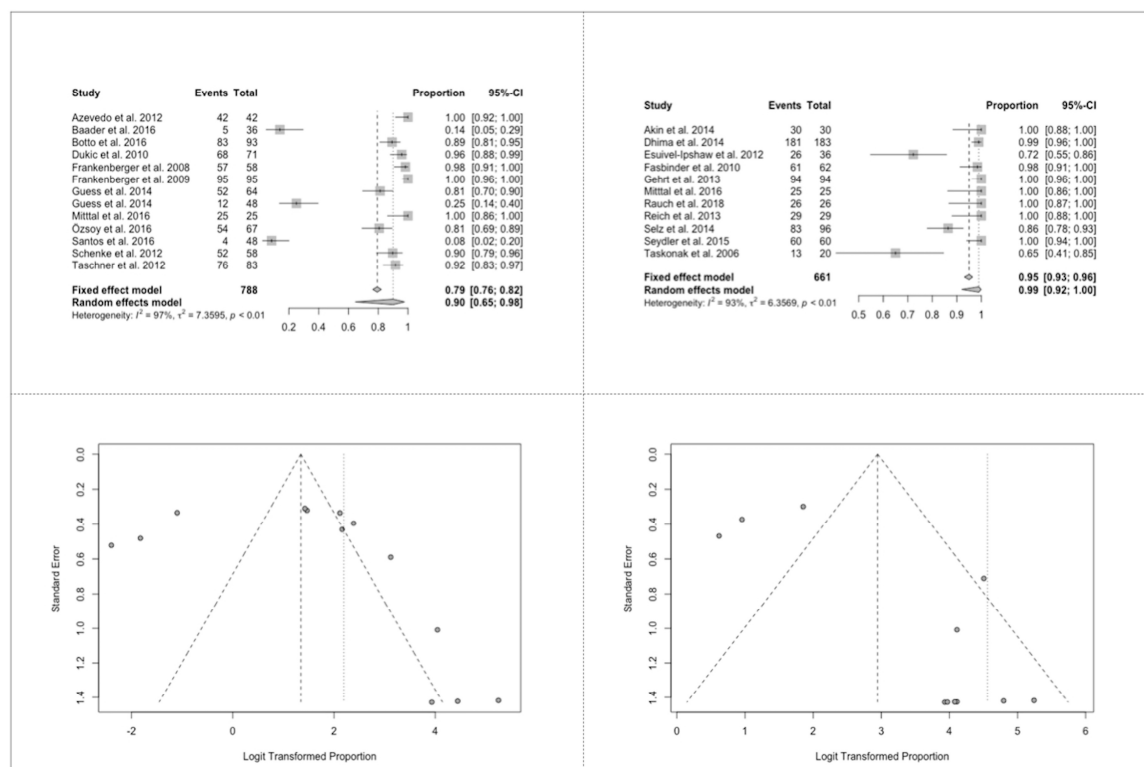 Study Events Total Proportion 95%-CI
Azevedo et al. 2012 42 42 1.00 [0.92; 1.00]
Baader et al. 2016 5 36 0.14 [0.05; 0.29]
Botto et al. 2016 83 93 0.89 [0.81; 0.95]
Dukic et al. 2010 68 71 0.96 [0.88; 0.99]
Frankenberger et al. 2008 57 58 0.98 [0.91; 1.00]
Frankenberger et al. 2009 95 95 1.00 [0.96; 1.00]
Guess et al. 2014 52 64 0.81 [0.70; 0.90]
Guess et al. 2014 12 48 0.25 [0.14; 0.40]
Mitttal et al. 2016 25 25 1.00 [0.86; 1.00]
Özsoy et al. 2016 54 67 0.81 [0.69; 0.89]
Santos et al. 2016 4 48 0.08 [0.02; 0.20]
Schenke et al. 2012 52 58 0.90 [0.79; 0.96]
Taschner et al. 2012 76 83 0.92 [0.83; 0.97]
Fixed effect model 788 0.79 [0.76; 0.82]
Random effects model 0.90 [0.65; 0.98]
Heterogeneity: I² = 97%, τ² = 7.3595, p < 0.01
0.2 0.4 0.6 0.8 1
Study Events Total Proportion 95%-CI
Akin et al. 2014 30 30 1.00 [0.88; 1.00]
Dhima et al. 2014 181 183 0.99 [0.96; 1.00]
Esuivel-Ipshaw et al. 2012 26 36 0.72 [0.55; 0.86]
Fasbinder et al. 2010 61 62 0.98 [0.91; 1.00]
Gehrt et al. 2013 94 94 1.00 [0.96; 1.00]
Mitttal et al. 2016 25 25 1.00 [0.86; 1.00]
Rauch et al. 2018 26 26 1.00 [0.87; 1.00]
Reich et al. 2013 29 29 1.00 [0.88; 1.00]
Selz et al. 2014 83 96 0.86 [0.78; 0.93]
Seydler et al. 2015 60 60 1.00 [0.94; 1.00]
Taskonak et al. 2006 13 20 0.65 [0.41; 0.85]
Fixed effect model 661 0.95 [0.93; 0.96]
Random effects model 0.99 [0.92; 1.00]
Heterogeneity: I² = 93%, τ² = 6.3569, p < 0.01
0.5 0.6 0.7 0.8 0.9 1
Standard Error
0.0
0.2
0.4
0.6
0.8
1.0
1.2
1.4
-2 0 2 4
Logit Transformed Proportion
Standard Error
0.0
0.2
0.4
0.6
0.8
1.0
1.2
1.4
0 1 2 3 4 5 6
Logit Transformed Proportion